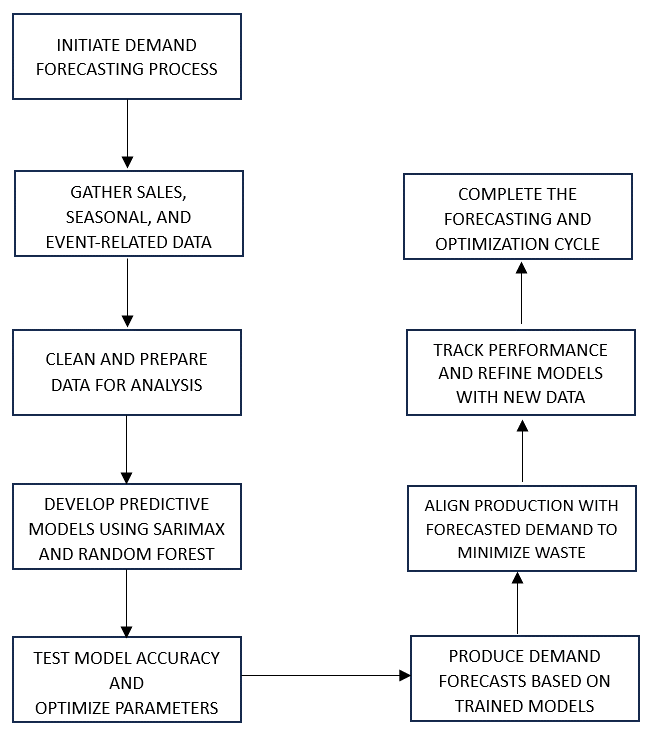 INITIATE DEMAND
FORECASTING PROCESS
GATHER SALES,
SEASONAL, AND
EVENT-RELATED DATA
CLEAN AND PREPARE
DATA FOR ANALYSIS
DEVELOP PREDICTIVE
MODELS USING SARIMAX
AND RANDOM FOREST
TEST MODEL ACCURACY
AND
OPTIMIZE PARAMETERS
PRODUCE DEMAND
FORECASTS BASED ON
TRAINED MODELS
ALIGN PRODUCTION WITH
FORECASTED DEMAND TO
MINIMIZE WASTE
TRACK PERFORMANCE
AND REFINE MODELS
WITH NEW DATA
COMPLETE THE
FORECASTING AND
OPTIMIZATION CYCLE